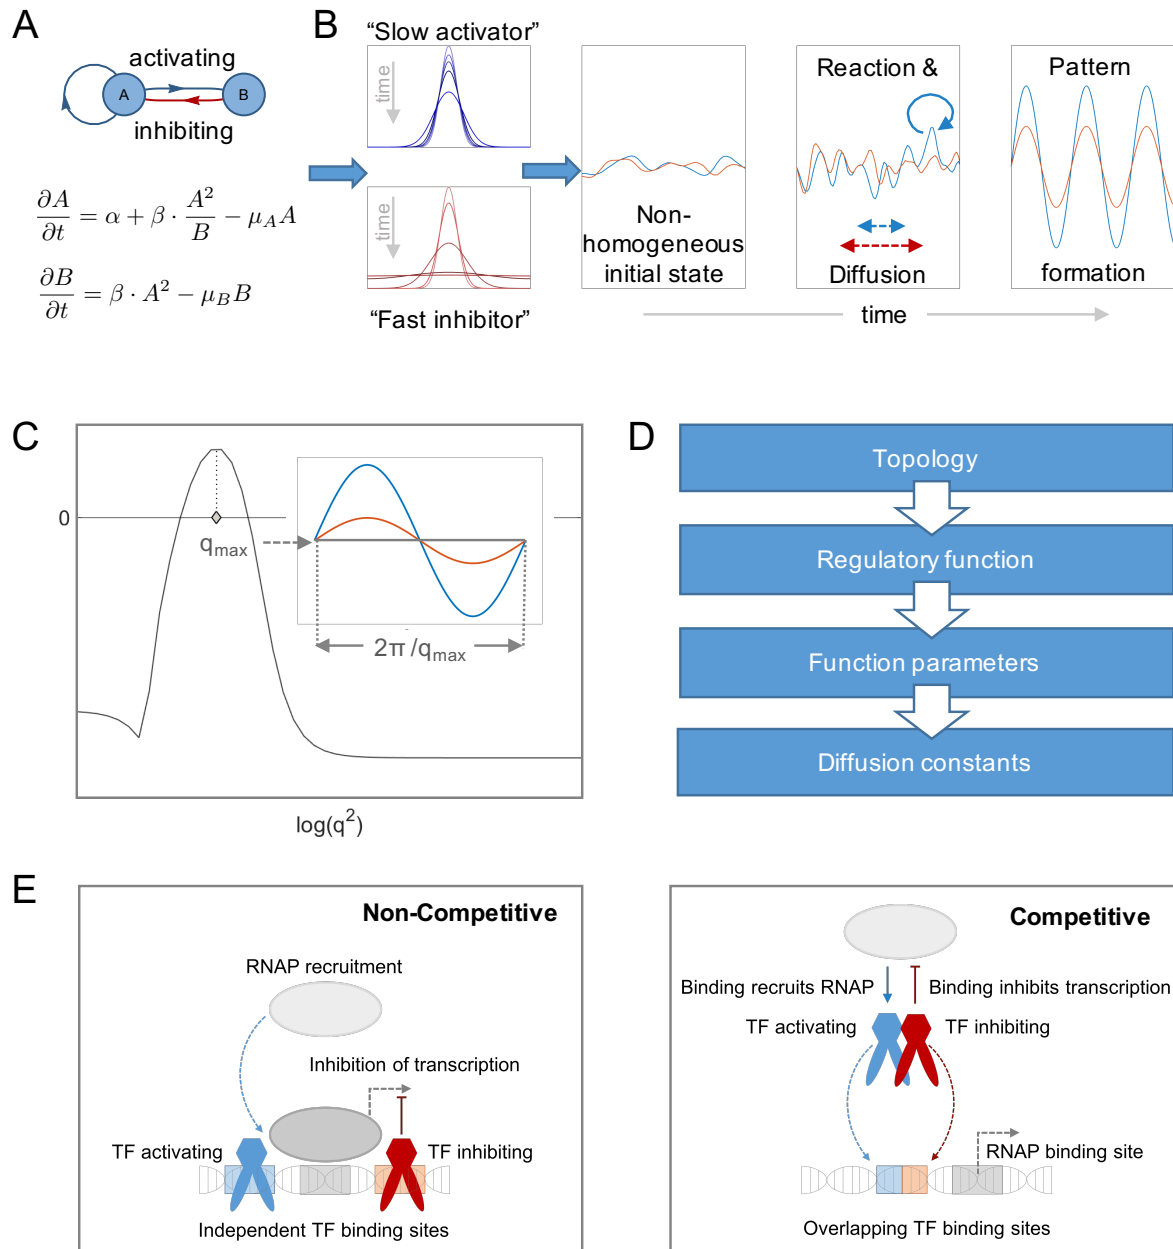 A
activating
A
B
inhibiting
∂A/∂t = α + β · A²/B − μ_A A
∂B/∂t = β · A² − μ_B B
B
“Slow activator”
time
time
“Fast inhibitor”
Non-
homogeneous
initial state
Reaction &
Diffusion
Pattern
formation
time
C
0
q_max
2π/q_max
log(q²)
D
Topology
Regulatory function
Function parameters
Diffusion constants
E
Non-Competitive
RNAP recruitment
Inhibition of transcription
TF activating
TF inhibiting
Independent TF binding sites
Competitive
Binding recruits RNAP
Binding inhibits transcription
TF activating
TF inhibiting
RNAP binding site
Overlapping TF binding sites